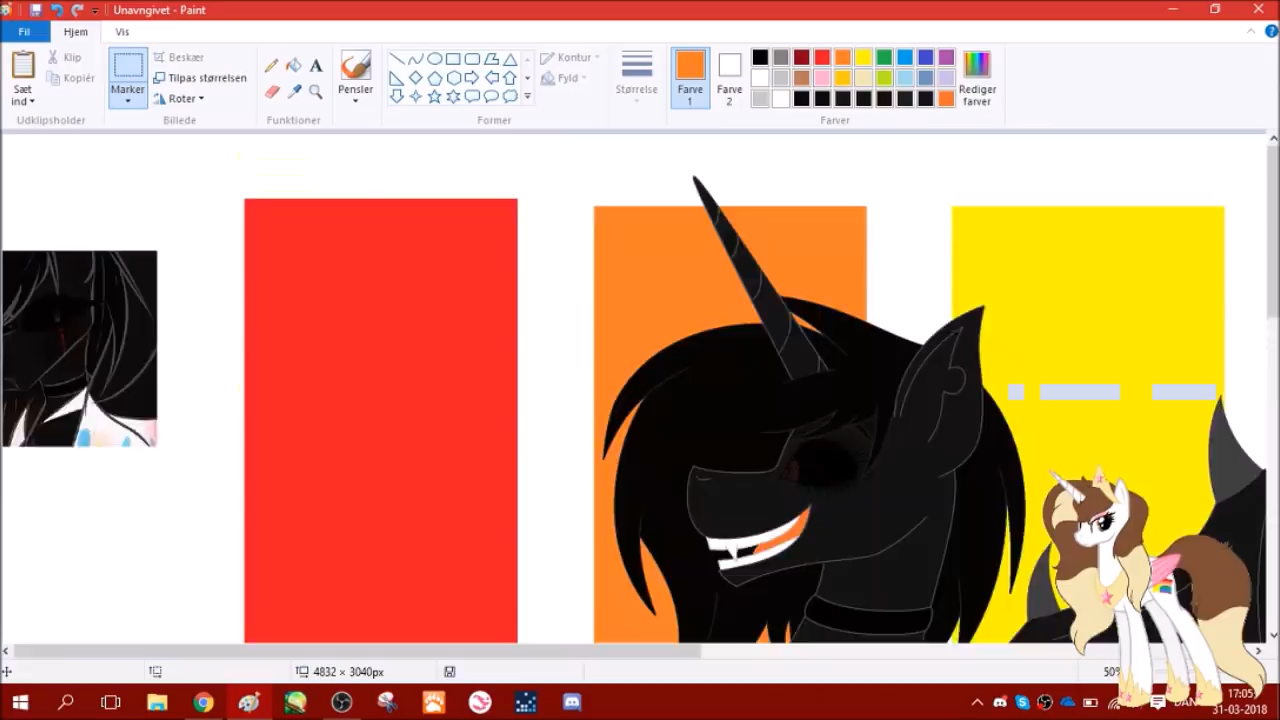 Unavngivet - Paint
Fil Hjem Vis
Sæt ind
Klip
Kopiér
Udklipsholder
Marker
Beskær
Tilpas størrelsen
Roter
Billede
A
Funktioner
Pensler
Former
Kontur
Fyld
Størrelse
Farve 1
Farve 2
Rediger farver
Farver
4832 × 3040px
50%
DAN
17:05
31-03-2018